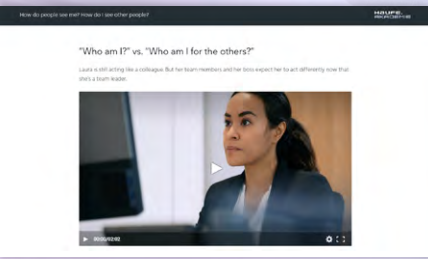 How do people see me? How do I see other people?
HAUFE.
AKADEMIE
"Who am I?" vs. "Who am I for the others?"
Laura is still acting like a colleague. But her team members and her boss expect her to act differently now that
she's a team leader.
00:00/02:02